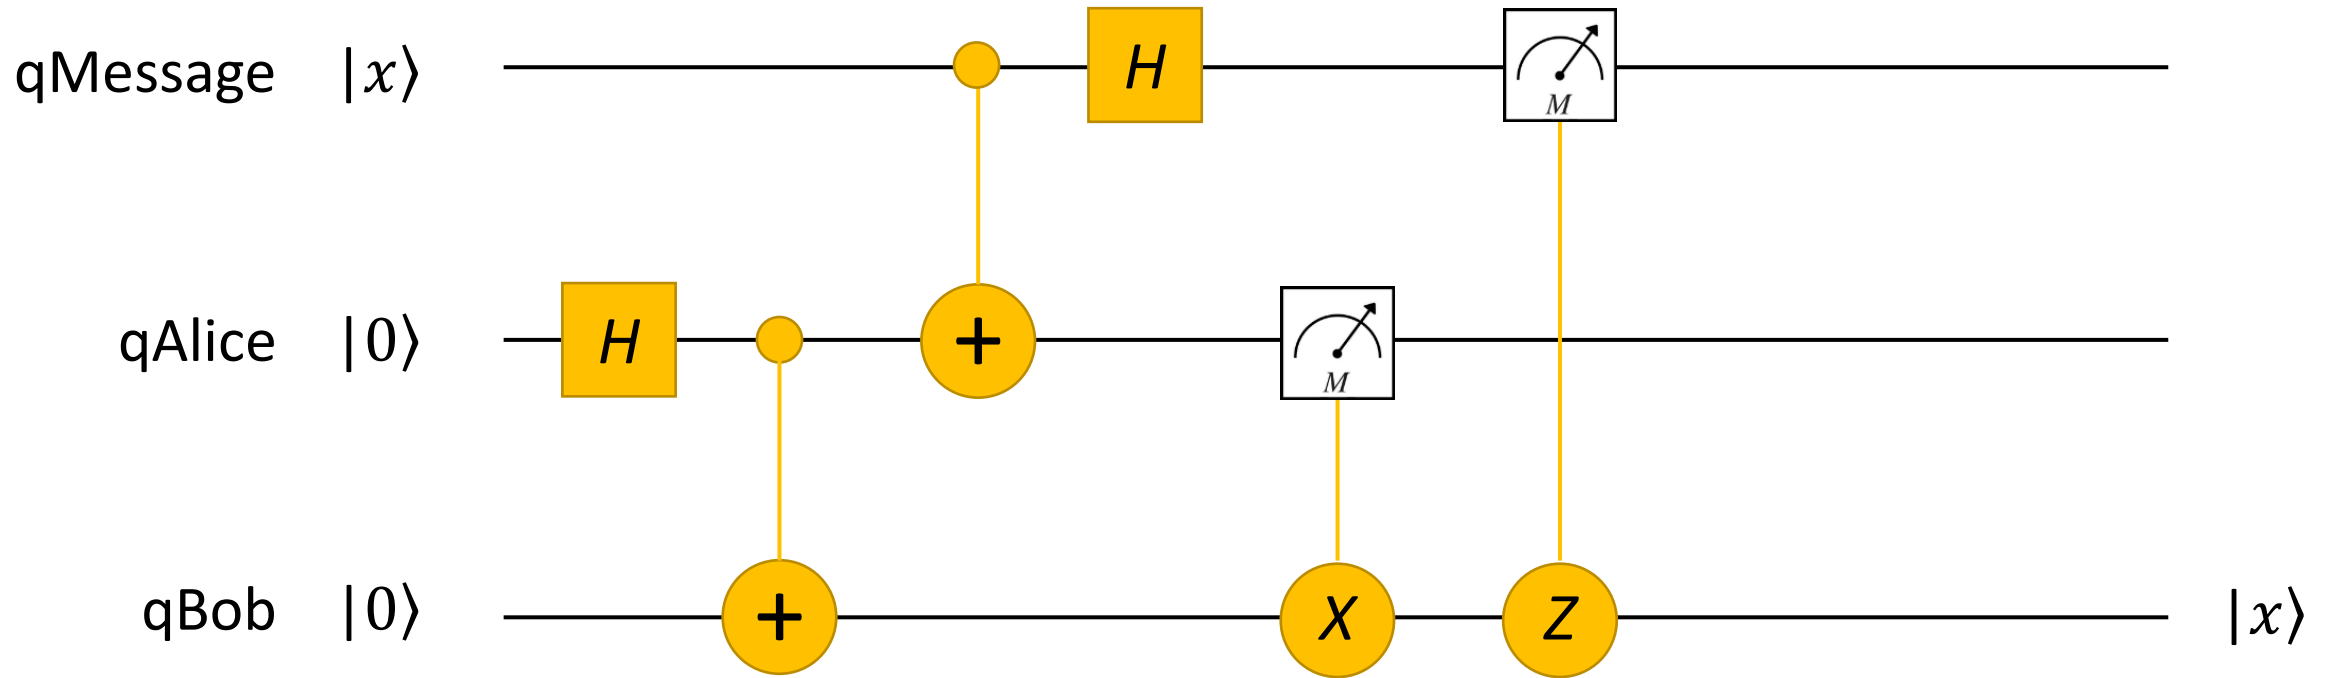 qMessage |x⟩ H M
qAlice |0⟩ H + M
qBob |0⟩ + X Z |x⟩